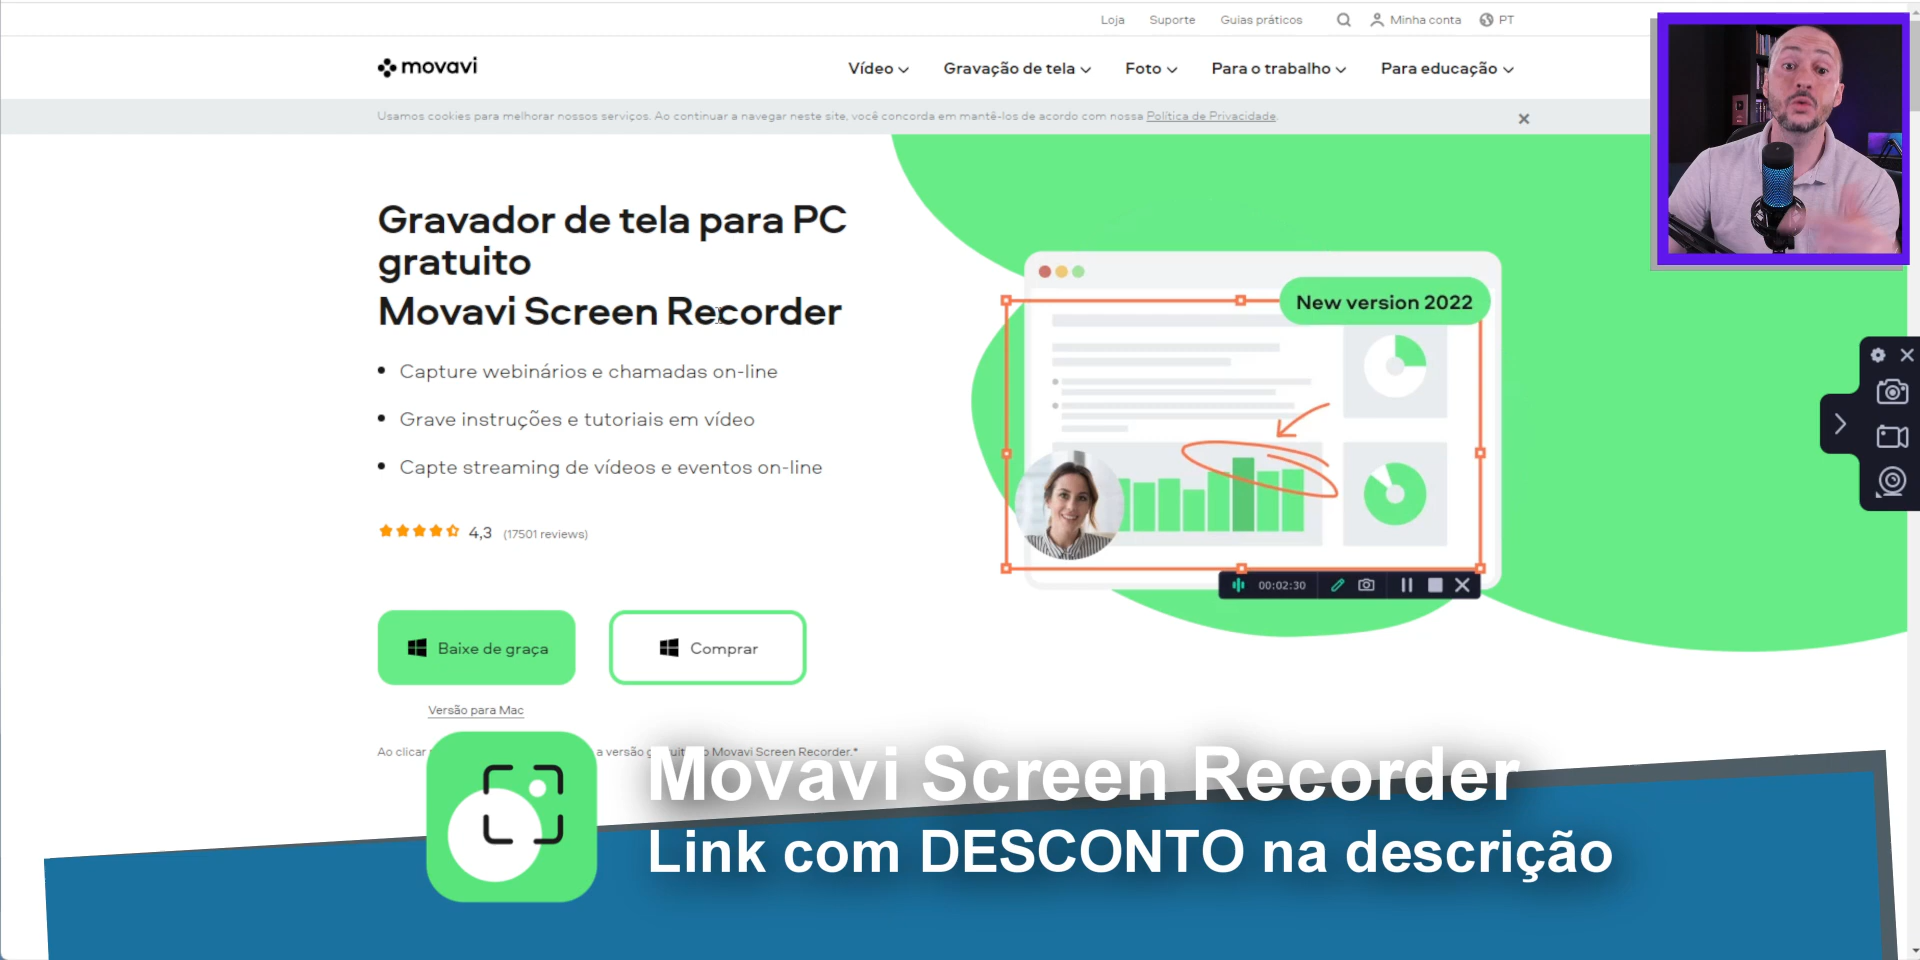 Loja Suporte Guias práticos Minha conta PT
movavi Vídeo Gravação de tela Foto Para o trabalho Para educação
Usamos cookies para melhorar nossos serviços. Ao continuar a navegar neste site, você concorda em mantê-los de acordo com nossa Política de Privacidade.
Gravador de tela para PC
gratuito
Movavi Screen Recorder
Capture webinários e chamadas on-line
Grave instruções e tutoriais em vídeo
Capte streaming de vídeos e eventos on-line
4,3 (17501 reviews)
New version 2022
00:02:30
Baixe de graça
Comprar
Versão para Mac
Ao clicar a versão Movavi Screen Recorder.*
Movavi Screen Recorder
Link com DESCONTO na descrição